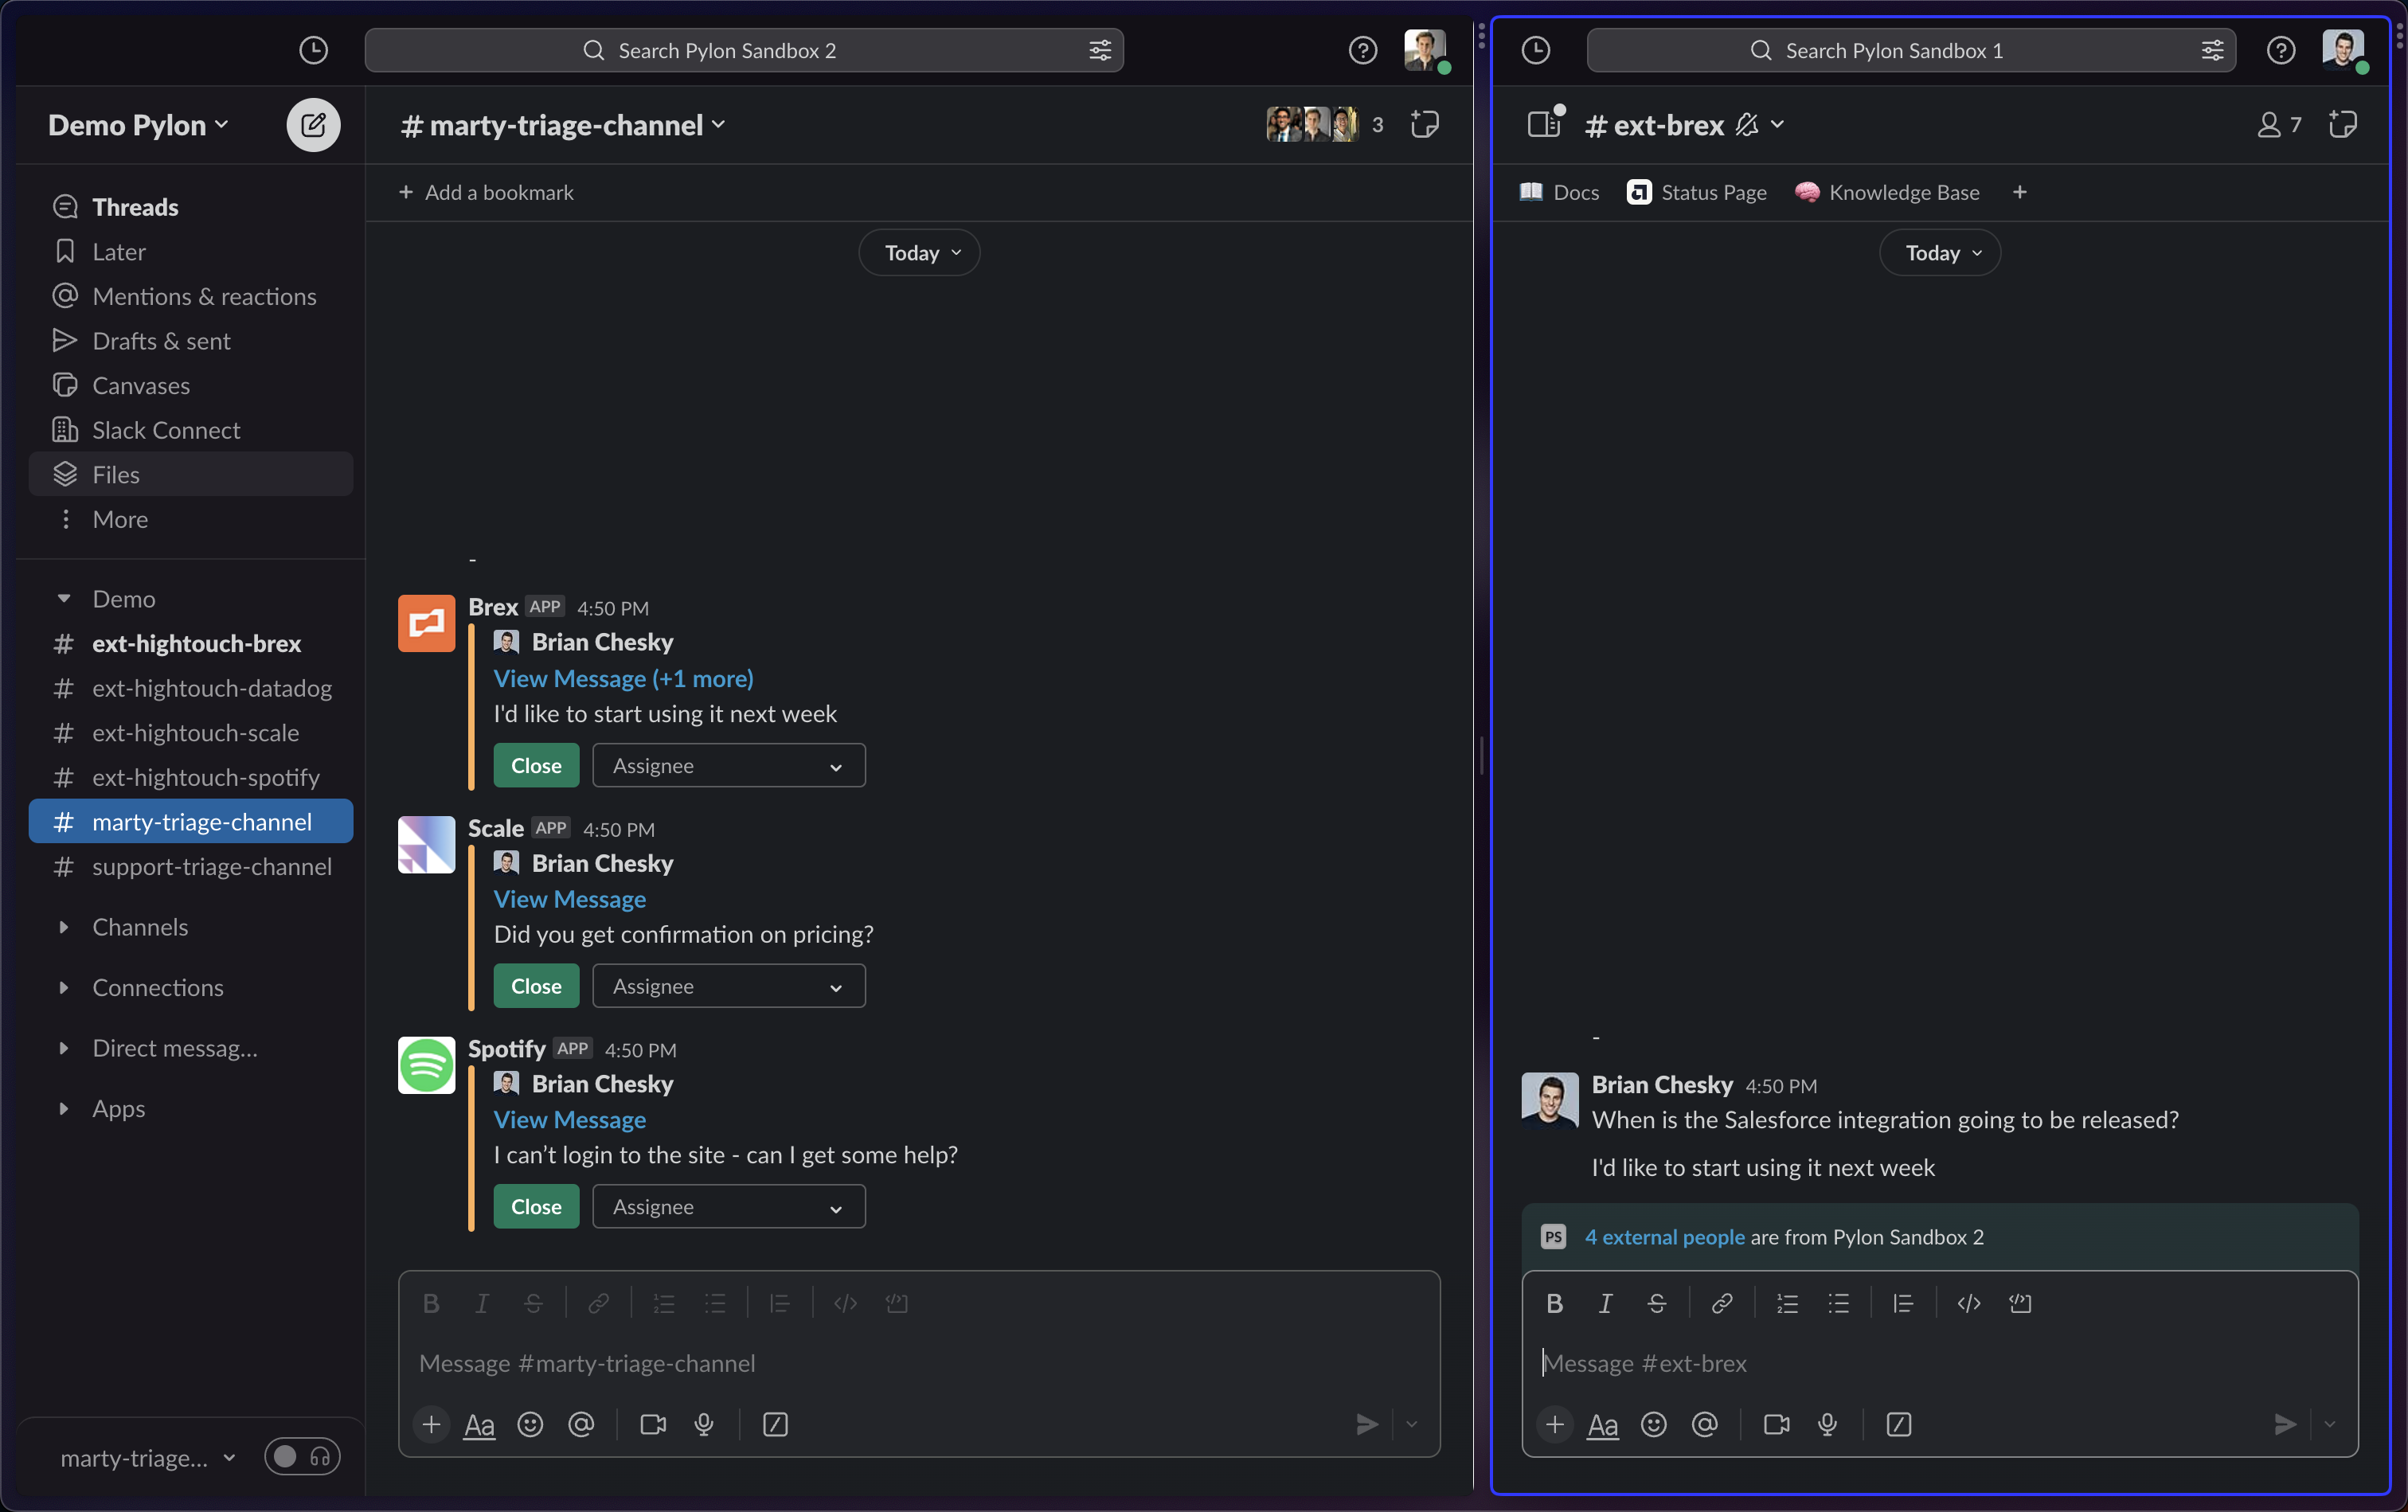 Search Pylon Sandbox 2
Demo Pylon
Threads
Later
Mentions & reactions
Drafts & sent
Canvases
Slack Connect
Files
More
Demo
# ext-hightouch-brex
# ext-hightouch-datadog
# ext-hightouch-scale
# ext-hightouch-spotify
# marty-triage-channel
# support-triage-channel
Channels
Connections
Direct messag...
Apps
marty-triage...
# marty-triage-channel
3
+ Add a bookmark
Today
-
Brex APP 4:50 PM
Brian Chesky
View Message (+1 more)
I'd like to start using it next week
Close Assignee
Scale APP 4:50 PM
Brian Chesky
View Message
Did you get confirmation on pricing?
Close Assignee
Spotify APP 4:50 PM
Brian Chesky
View Message
I can’t login to the site - can I get some help?
Close Assignee
Message #marty-triage-channel
Aa
Search Pylon Sandbox 1
# ext-brex
7
Docs Status Page Knowledge Base +
Today
-
Brian Chesky 4:50 PM
When is the Salesforce integration going to be released?
I'd like to start using it next week
PS 4 external people are from Pylon Sandbox 2
Message #ext-brex
Aa